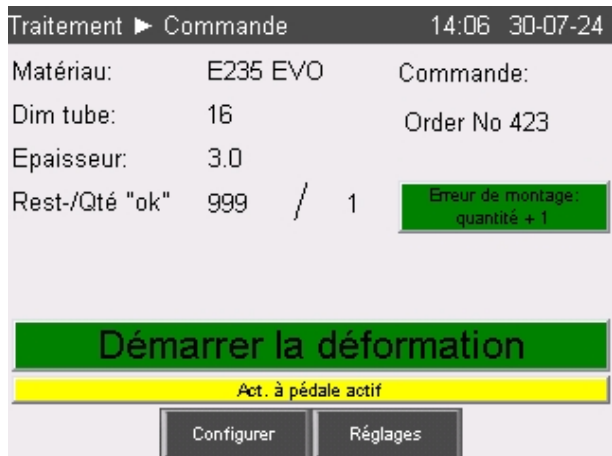 Traitement ► Commande 14:06 30-07-24
Matériau: E235 EVO Commande:
Dim tube: 16 Order No 423
Epaisseur: 3.0
Rest-/Qté "ok" 999 / 1
Erreur de montage:
quantité + 1
Démarrer la déformation
Act. à pédale actif
Configurer Réglages